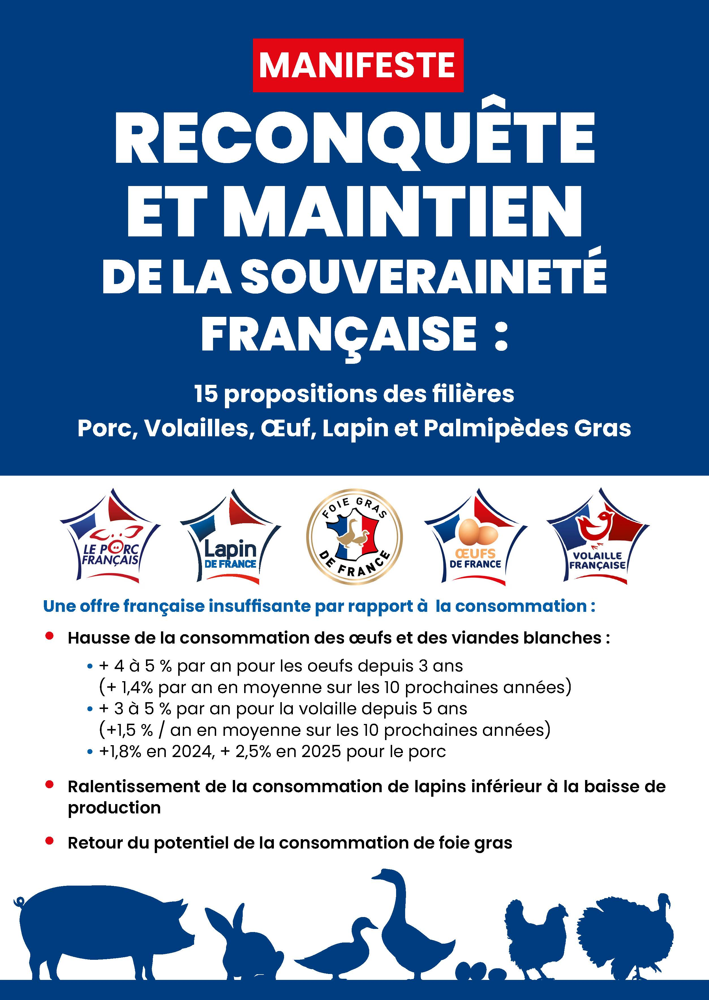 MANIFESTE
RECONQUÊTE
ET MAINTIEN
DE LA SOUVERAINETÉ
FRANÇAISE :
15 propositions des filières
Porc, Volailles, Œuf, Lapin et Palmipèdes Gras
LE PORC
FRANÇAIS
Lapin
DE FRANCE
FOIE GRAS
DE FRANCE
ŒUFS
DE FRANCE
VOLAILLE
FRANÇAISE
Une offre française insuffisante par rapport à la consommation :
• Hausse de la consommation des œufs et des viandes blanches :
• + 4 à 5 % par an pour les oeufs depuis 3 ans
(+ 1,4% par an en moyenne sur les 10 prochaines années)
• + 3 à 5 % par an pour la volaille depuis 5 ans
(+1,5 % / an en moyenne sur les 10 prochaines années)
• +1,8% en 2024, + 2,5% en 2025 pour le porc
• Ralentissement de la consommation de lapins inférieur à la baisse de
production
• Retour du potentiel de la consommation de foie gras